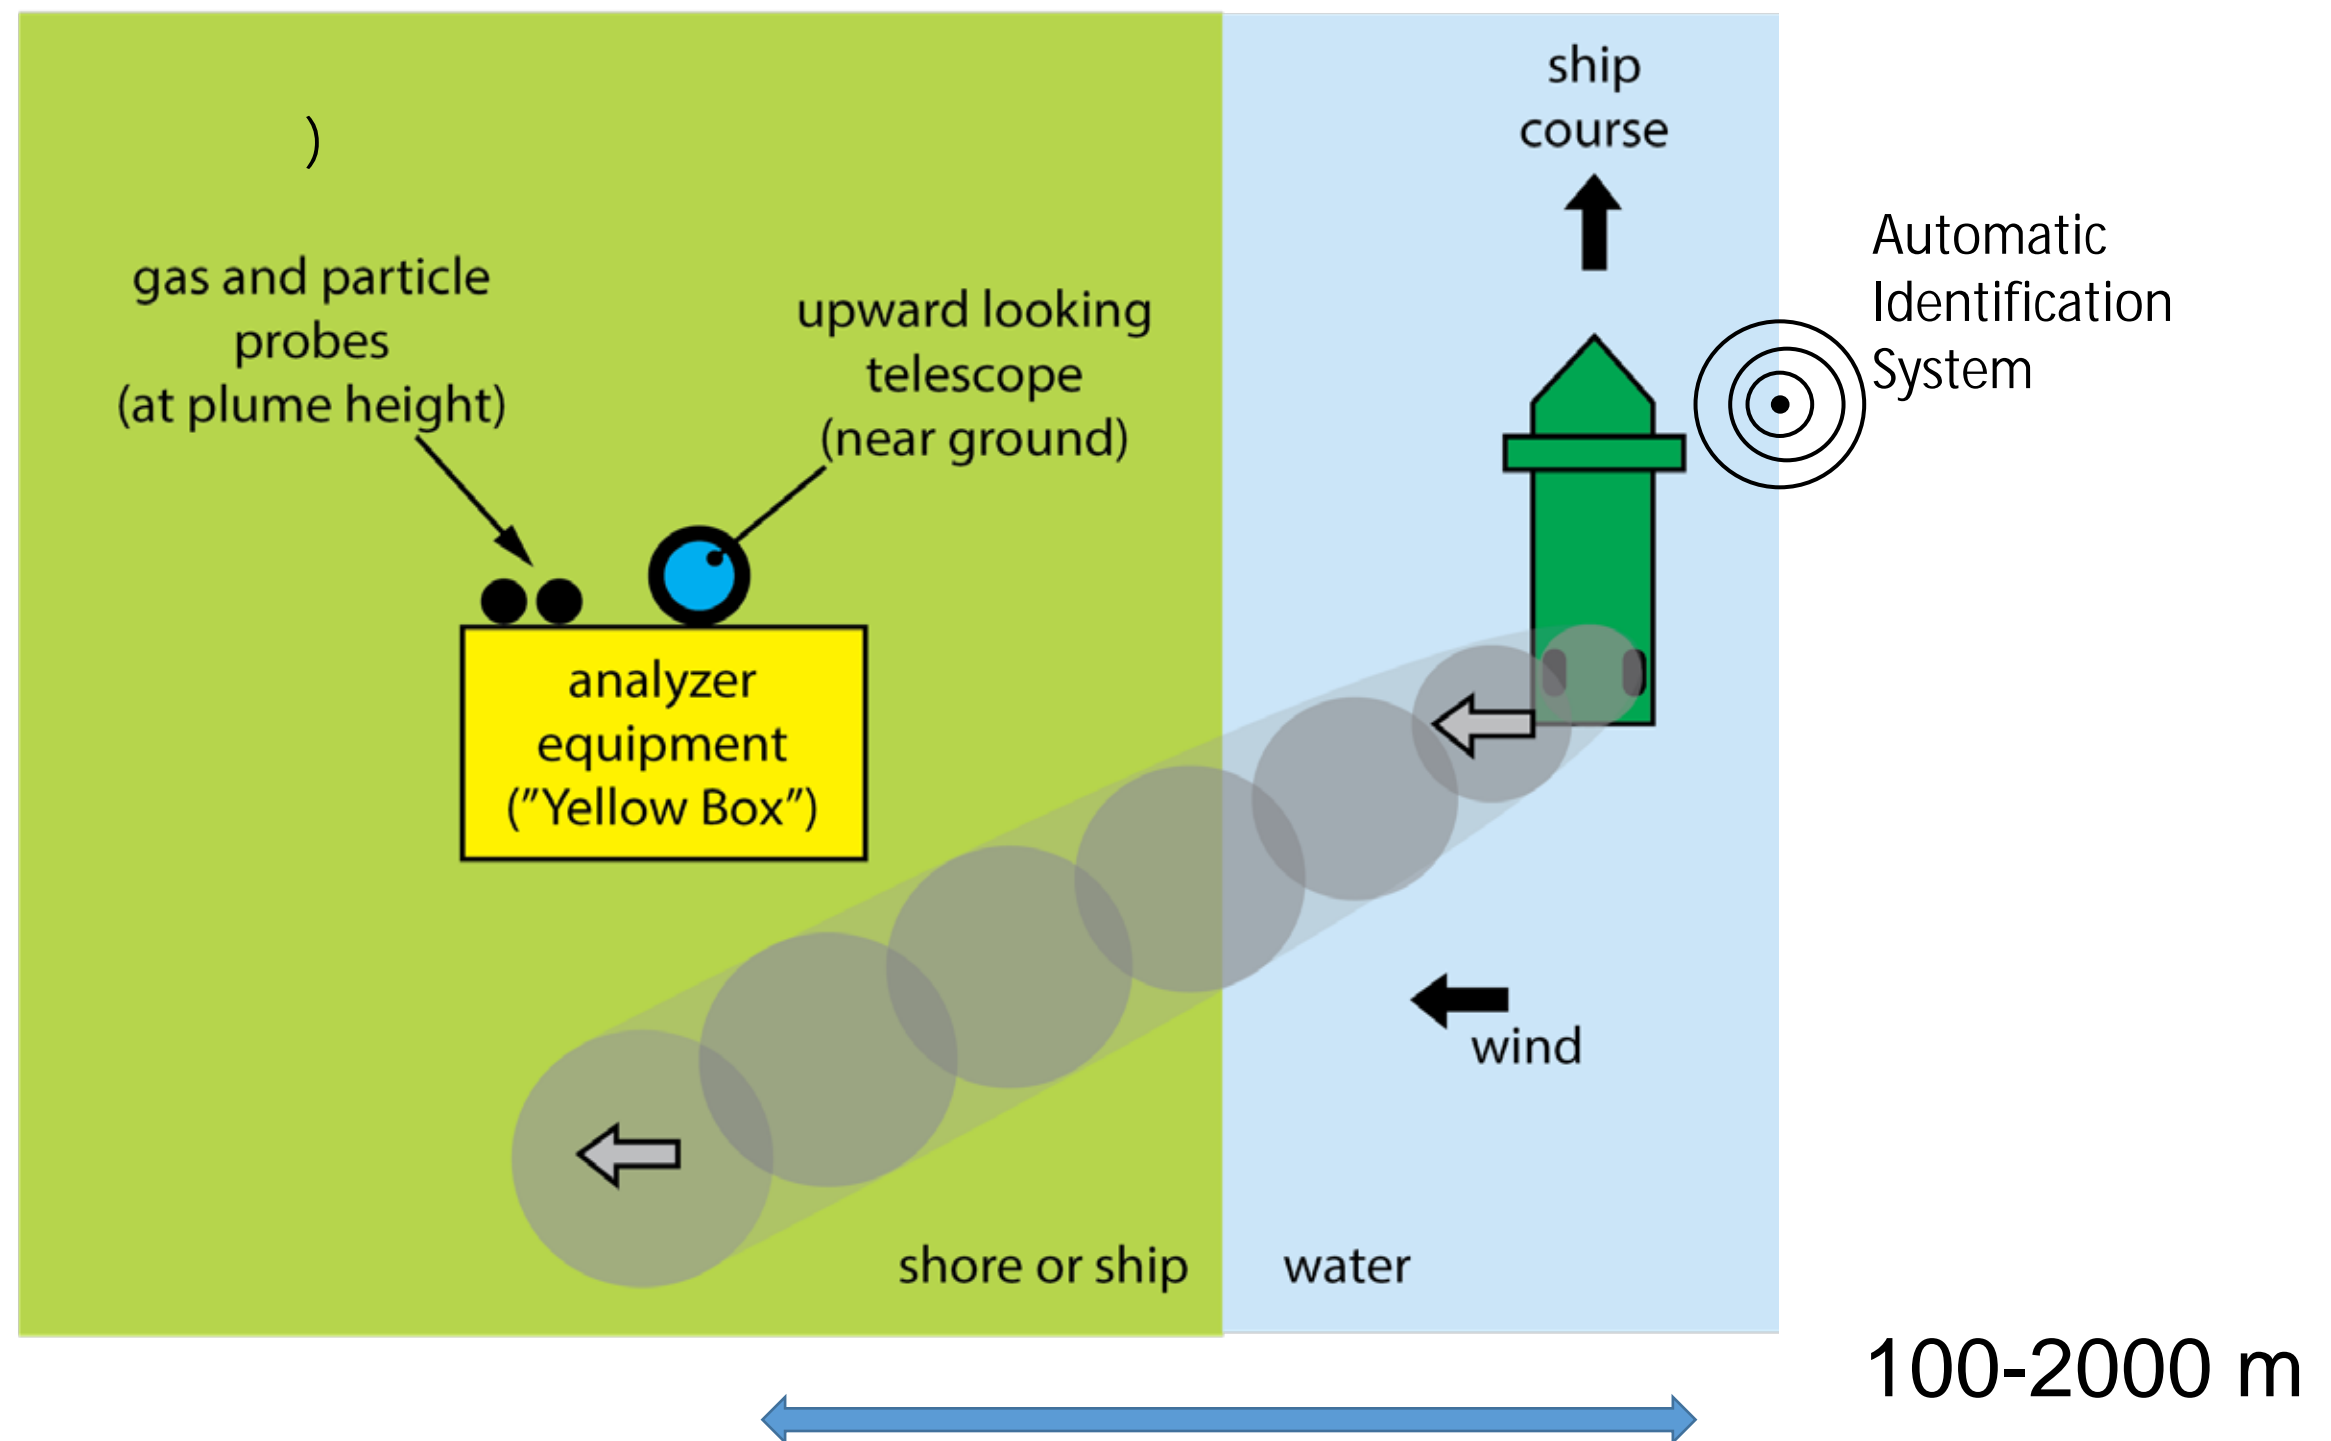 ship
course
)
Automatic
Identification
System
gas and particle
probes
(at plume height)
upward looking
telescope
(near ground)
analyzer
equipment
("Yellow Box")
wind
shore or ship
water
100-2000 m